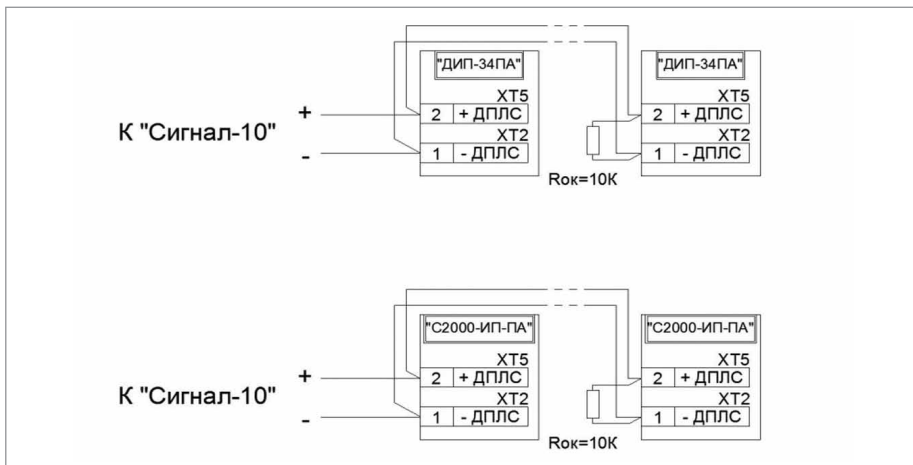 "ДИП-34ПА" "ДИП-34ПА"
XT5 XT5
+ 2 + ДПЛС 2 + ДПЛС
К "Сигнал-10"
XT2 XT2
- 1 - ДПЛС 1 - ДПЛС
Rок=10К
"С2000-ИП-ПА" "С2000-ИП-ПА"
XT5 XT5
+ 2 + ДПЛС 2 + ДПЛС
К "Сигнал-10"
XT2 XT2
- 1 - ДПЛС 1 - ДПЛС
Rок=10К